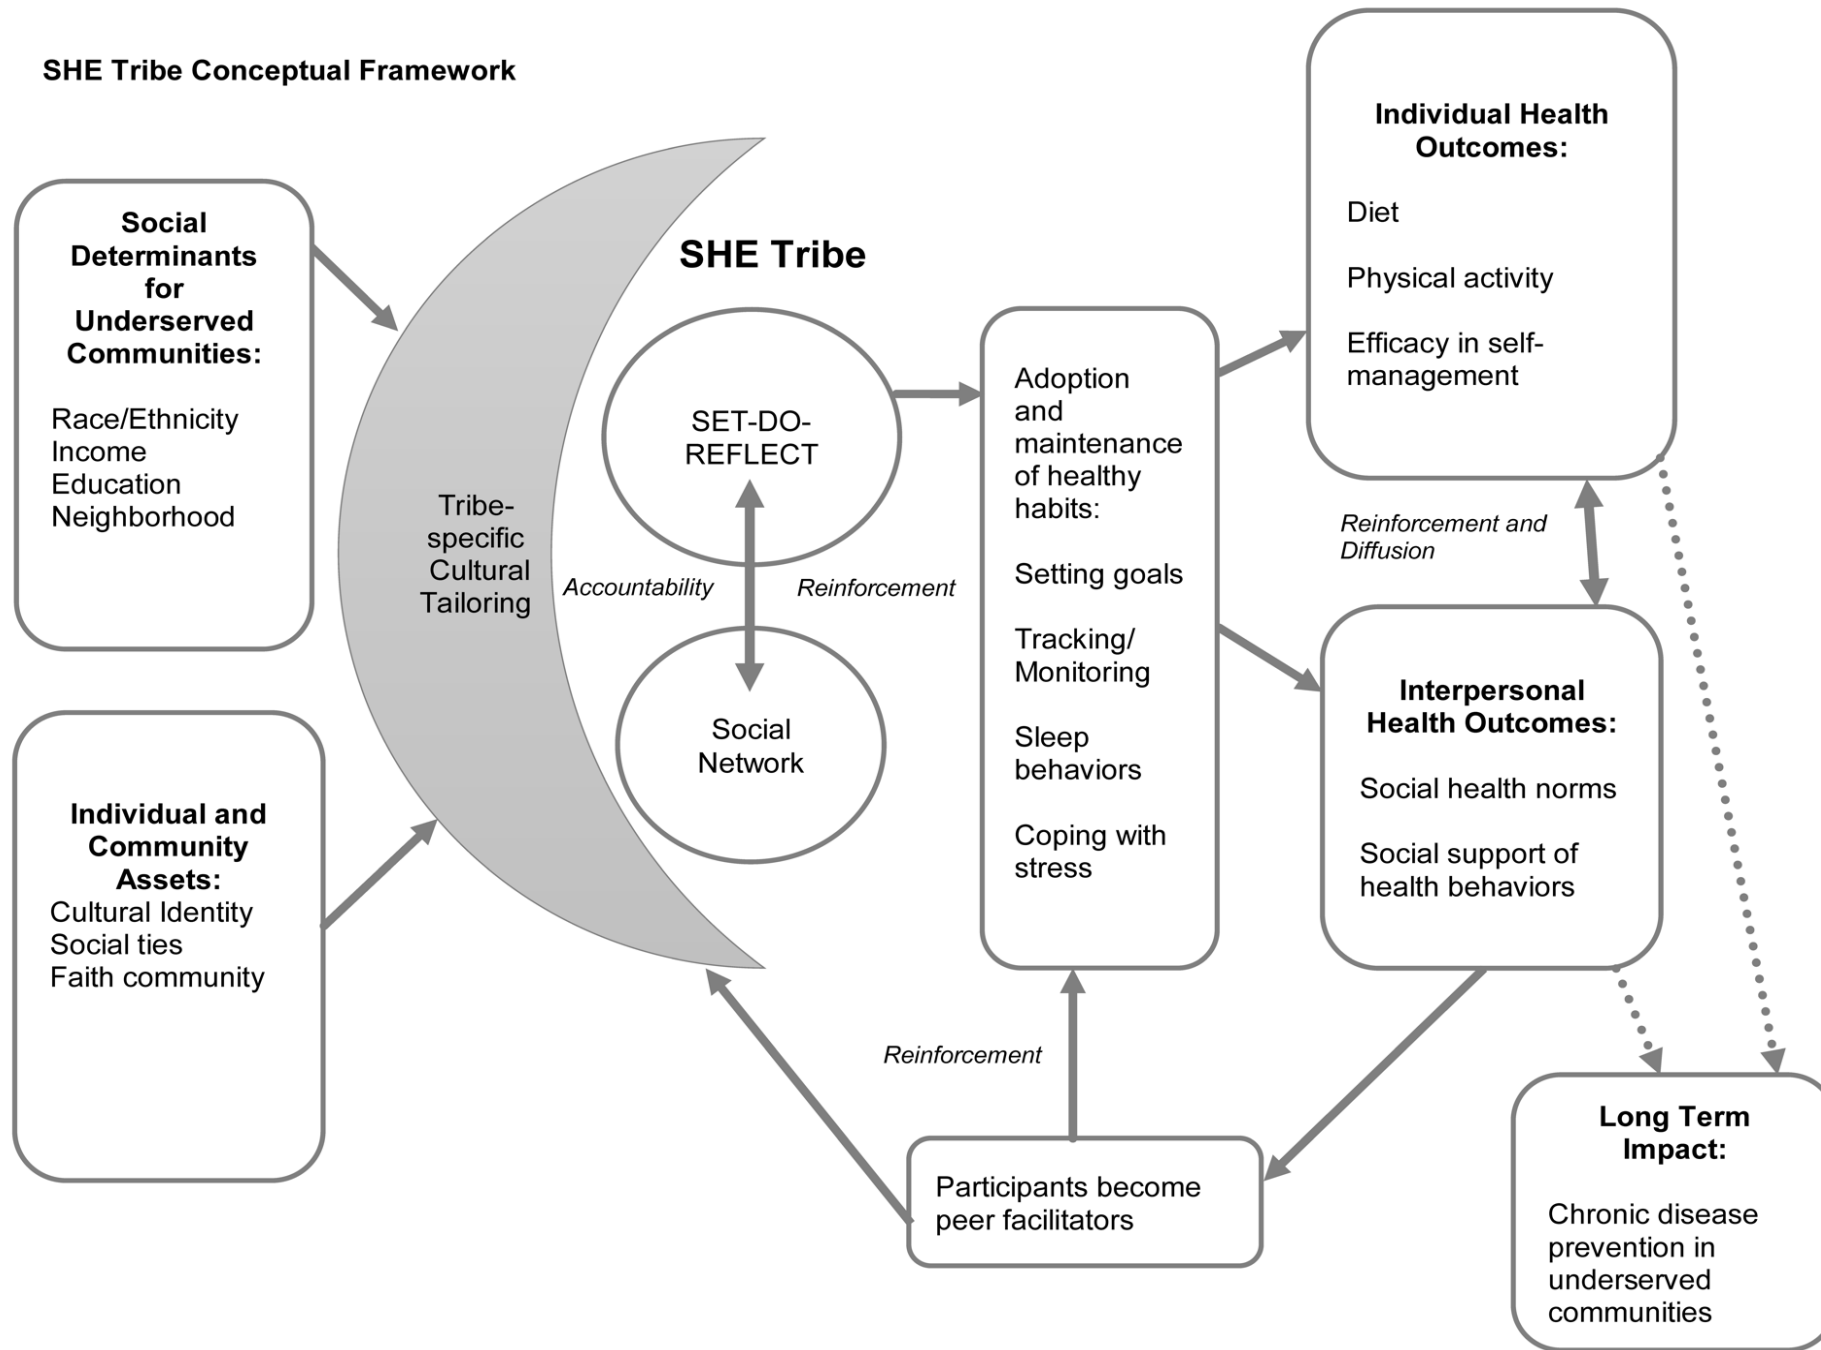 SHE Tribe Conceptual Framework
Social
Determinants
for
Underserved
Communities:
Race/Ethnicity
Income
Education
Neighborhood
Individual and
Community
Assets:
Cultural Identity
Social ties
Faith community
Tribe-
specific
Cultural
Tailoring
SHE Tribe
SET-DO-
REFLECT
Accountability
Reinforcement
Social
Network
Adoption
and
maintenance
of healthy
habits:
Setting goals
Tracking/
Monitoring
Sleep
behaviors
Coping with
stress
Individual Health
Outcomes:
Diet
Physical activity
Efficacy in self-
management
Reinforcement and
Diffusion
Interpersonal
Health Outcomes:
Social health norms
Social support of
health behaviors
Reinforcement
Participants become
peer facilitators
Long Term
Impact:
Chronic disease
prevention in
underserved
communities